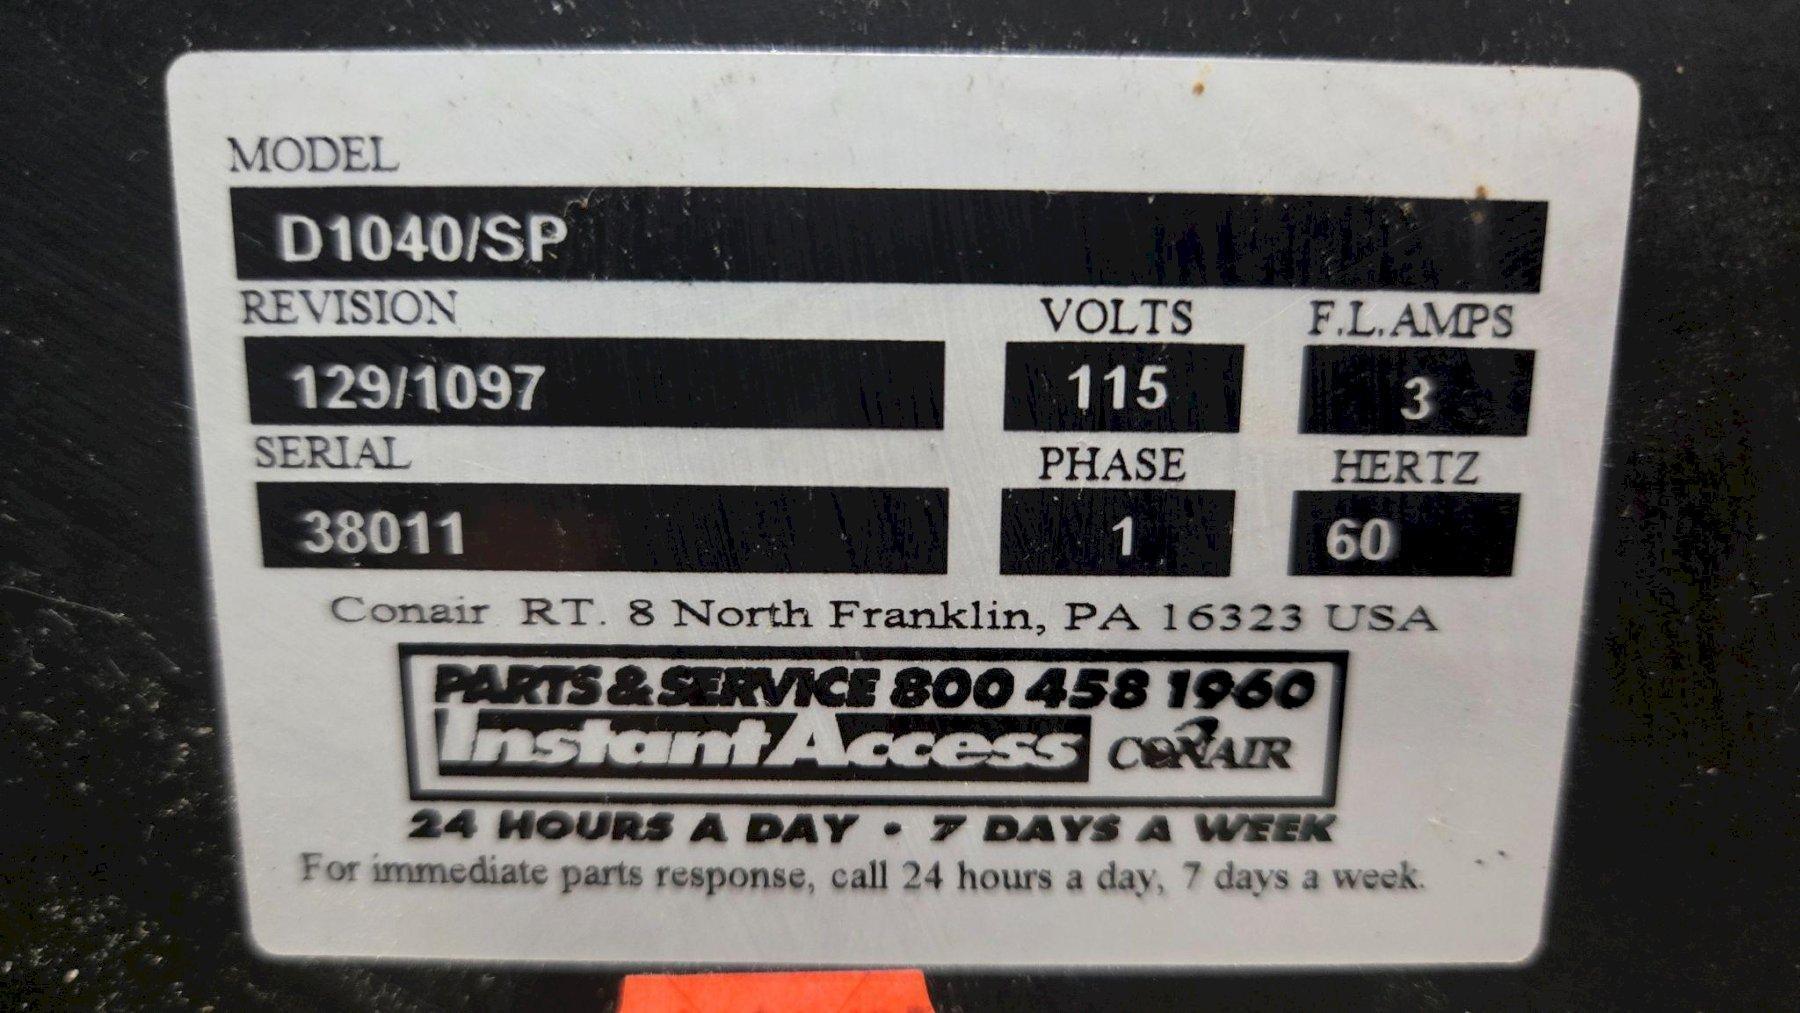 MODEL
D1040/SP
REVISION VOLTS F.L.AMPS
129/1097 115 3
SERIAL PHASE HERTZ
38011 1 60
Conair RT. 8 North Franklin, PA 16323 USA
PARTS & SERVICE 800 458 1960
Instant Access CONAIR
24 HOURS A DAY • 7 DAYS A WEEK
For immediate parts response, call 24 hours a day, 7 days a week.